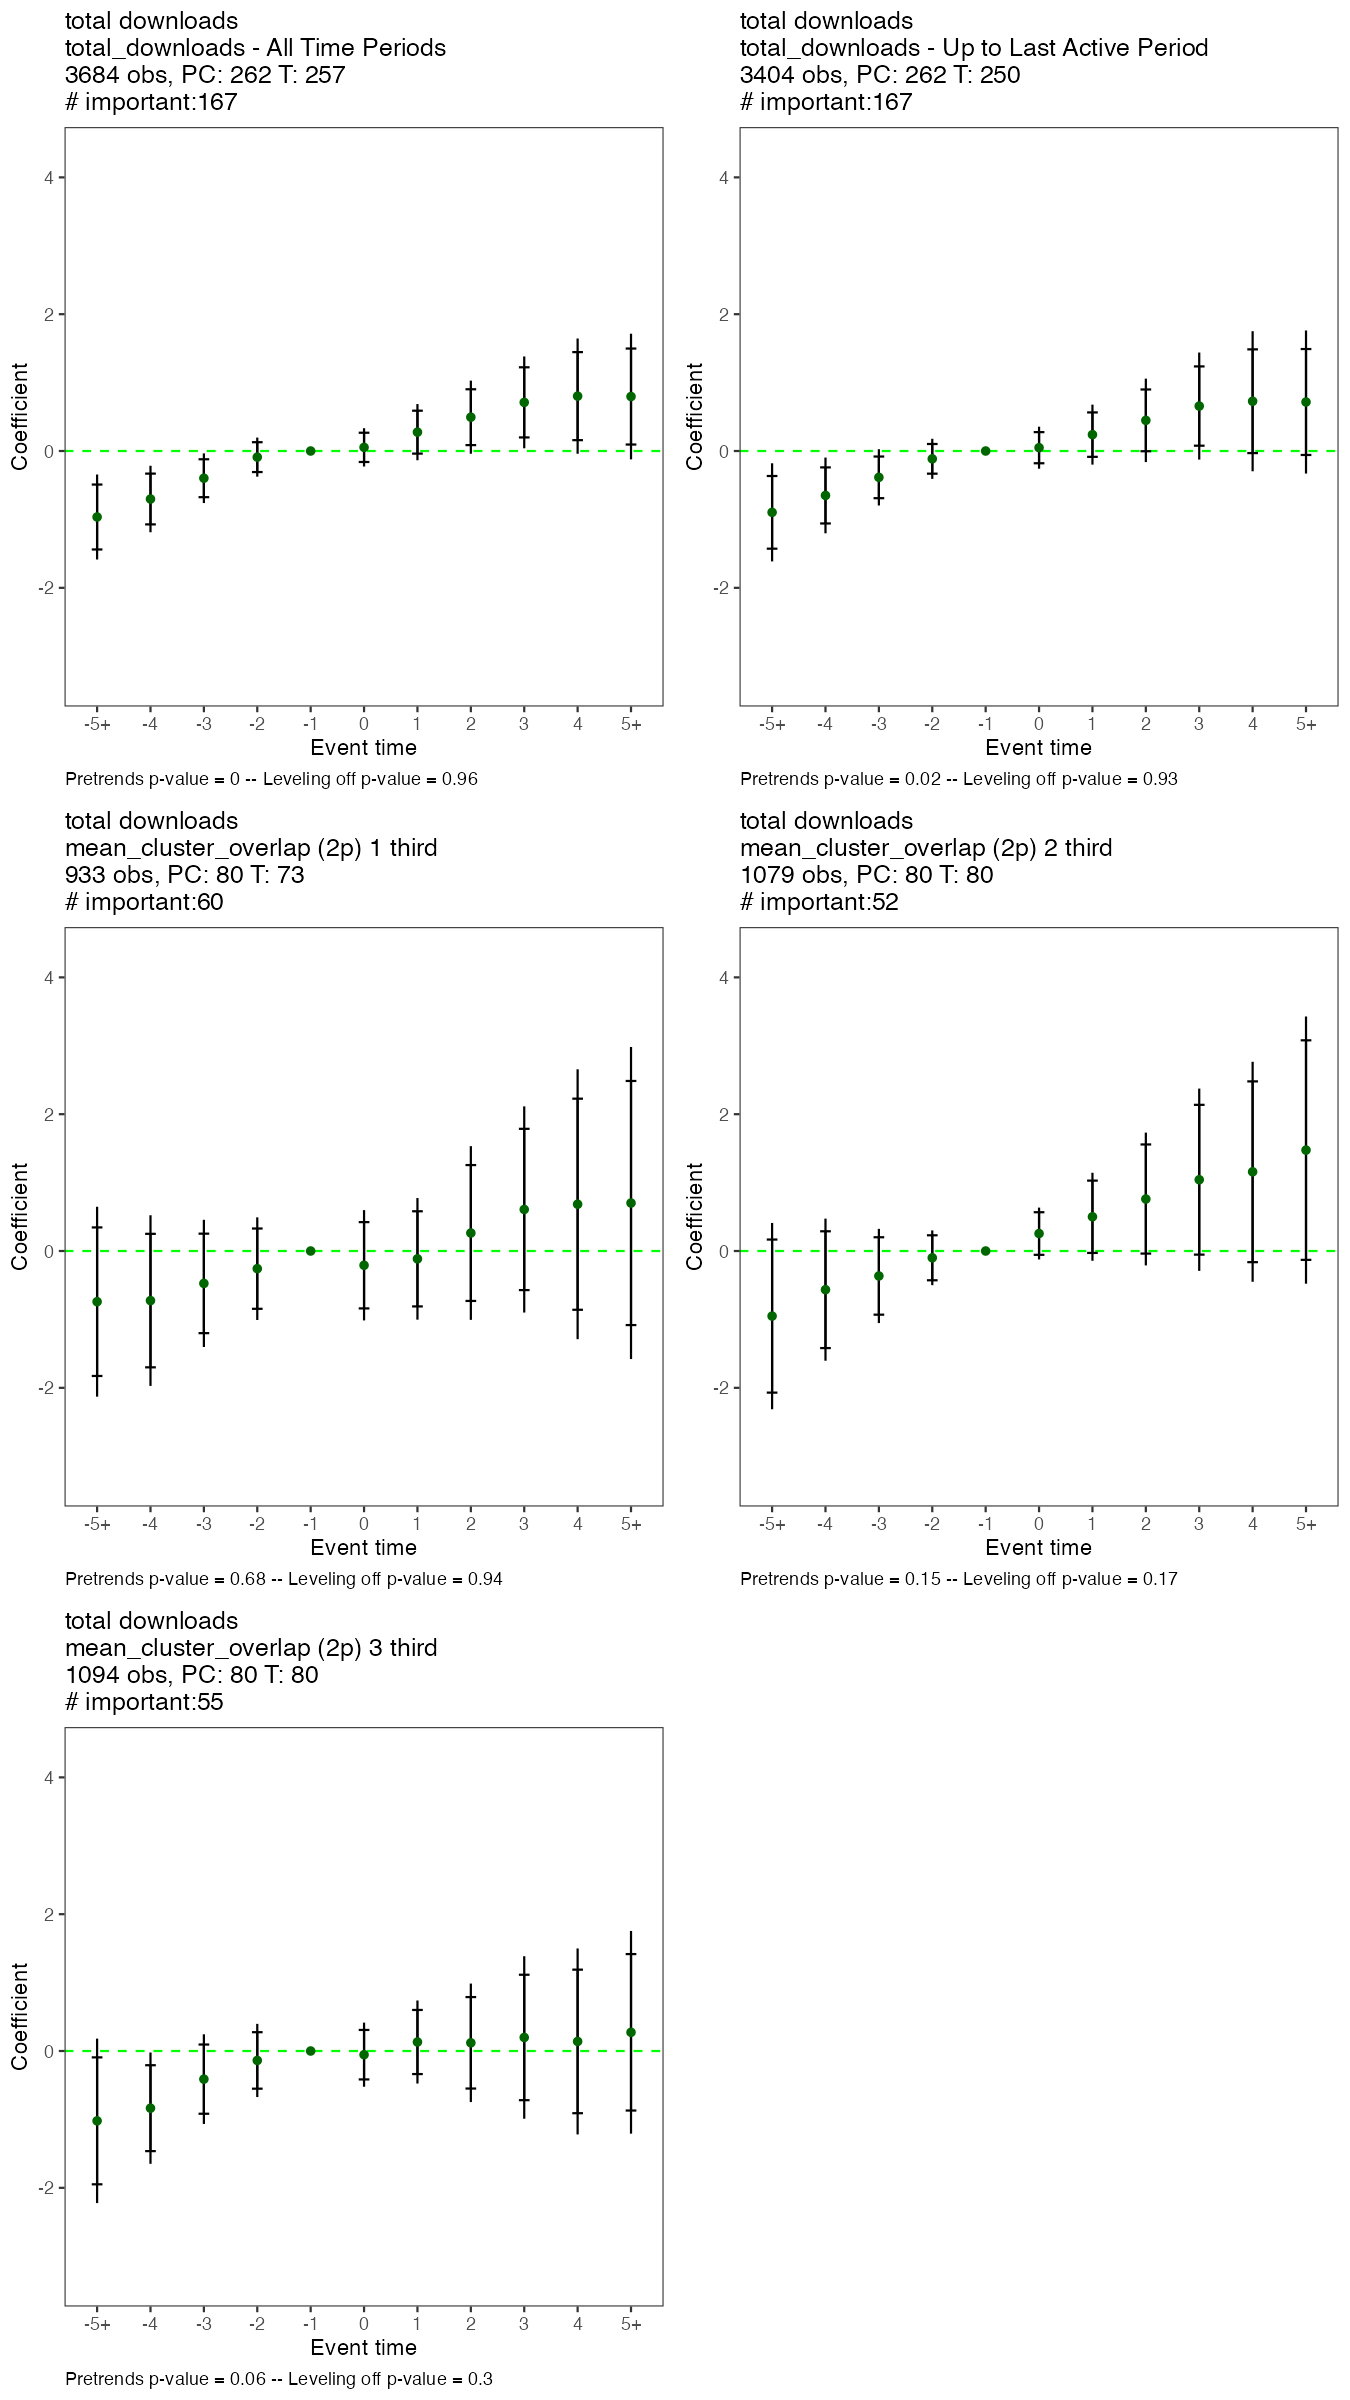 total downloads
total_downloads - All Time Periods
3684 obs, PC: 262 T: 257
# important:167
4
2
0
-2
Coefficient
-5+ -4 -3 -2 -1 0 1 2 3 4 5+
Event time
Pretrends p-value = 0 -- Leveling off p-value = 0.96
total downloads
total_downloads - Up to Last Active Period
3404 obs, PC: 262 T: 250
# important:167
4
2
0
-2
Coefficient
-5+ -4 -3 -2 -1 0 1 2 3 4 5+
Event time
Pretrends p-value = 0.02 -- Leveling off p-value = 0.93
total downloads
mean_cluster_overlap (2p) 1 third
933 obs, PC: 80 T: 73
# important:60
4
2
0
-2
Coefficient
-5+ -4 -3 -2 -1 0 1 2 3 4 5+
Event time
Pretrends p-value = 0.68 -- Leveling off p-value = 0.94
total downloads
mean_cluster_overlap (2p) 2 third
1079 obs, PC: 80 T: 80
# important:52
4
2
0
-2
Coefficient
-5+ -4 -3 -2 -1 0 1 2 3 4 5+
Event time
Pretrends p-value = 0.15 -- Leveling off p-value = 0.17
total downloads
mean_cluster_overlap (2p) 3 third
1094 obs, PC: 80 T: 80
# important:55
4
2
0
-2
Coefficient
-5+ -4 -3 -2 -1 0 1 2 3 4 5+
Event time
Pretrends p-value = 0.06 -- Leveling off p-value = 0.3